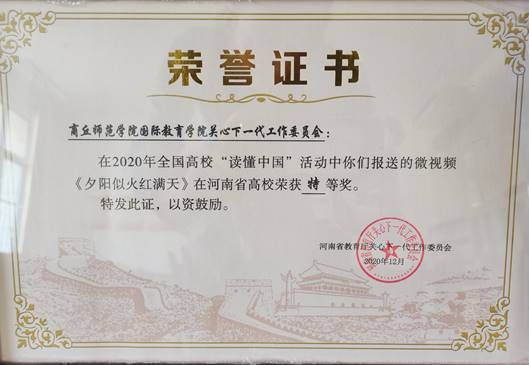 荣誉证书
商丘师范学院国际教育学院关心下一代工作委员会：
在2020年全国高校“读懂中国”活动中你们报送的微视频
《夕阳似火红满天》在河南省高校荣获特等奖。
特发此证，以资鼓励。
河南省教育厅关心下一代工作委员会
2020年12月